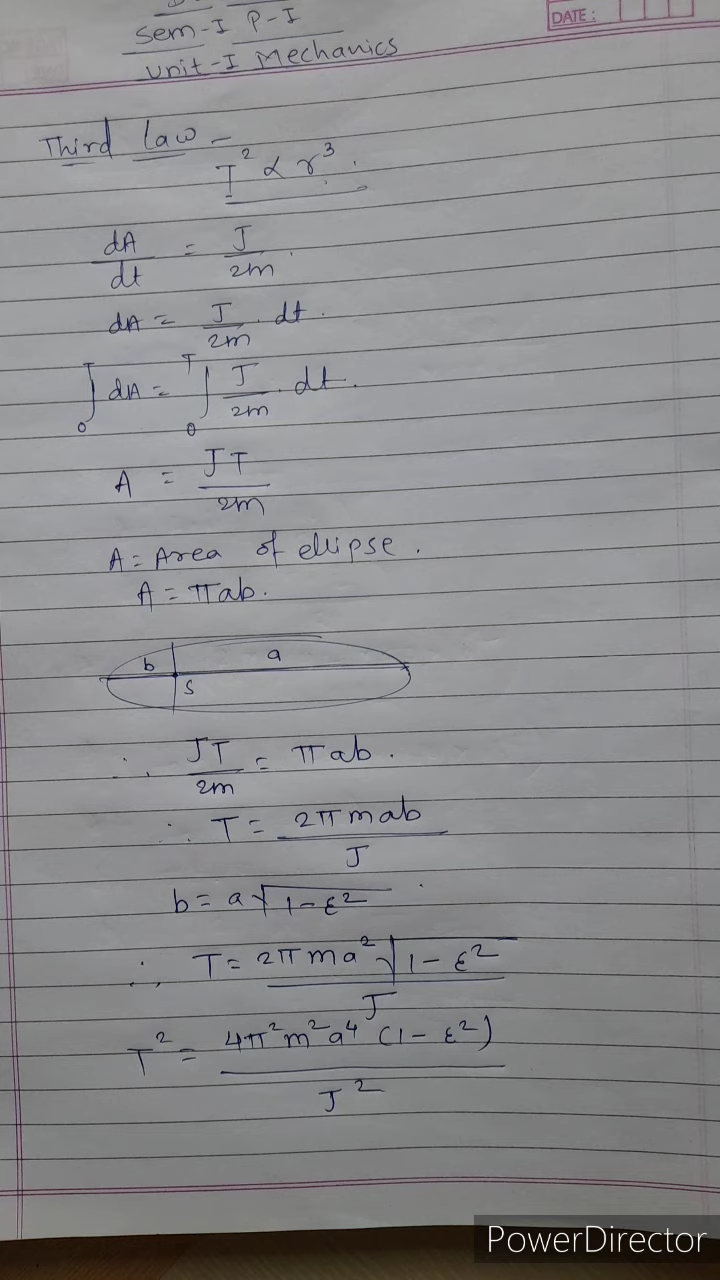 Sem-I P-I
Unit-I Mechanics
DATE :
Third law -
T² ∝ r³.
dA/dt = J/2m.
dA = J/2m . dt.
∫₀ᵀ dA = ∫₀ᵀ J/2m . dt.
A = JT/2m
A = Area of ellipse.
A = πab.
b a
S
∴ JT/2m = πab.
∴ T = 2πmab/J
b = a√1-ε²
∴ T = 2πma²√1-ε²/J
T² = 4π²m²a⁴(1-ε²)/J²
PowerDirector